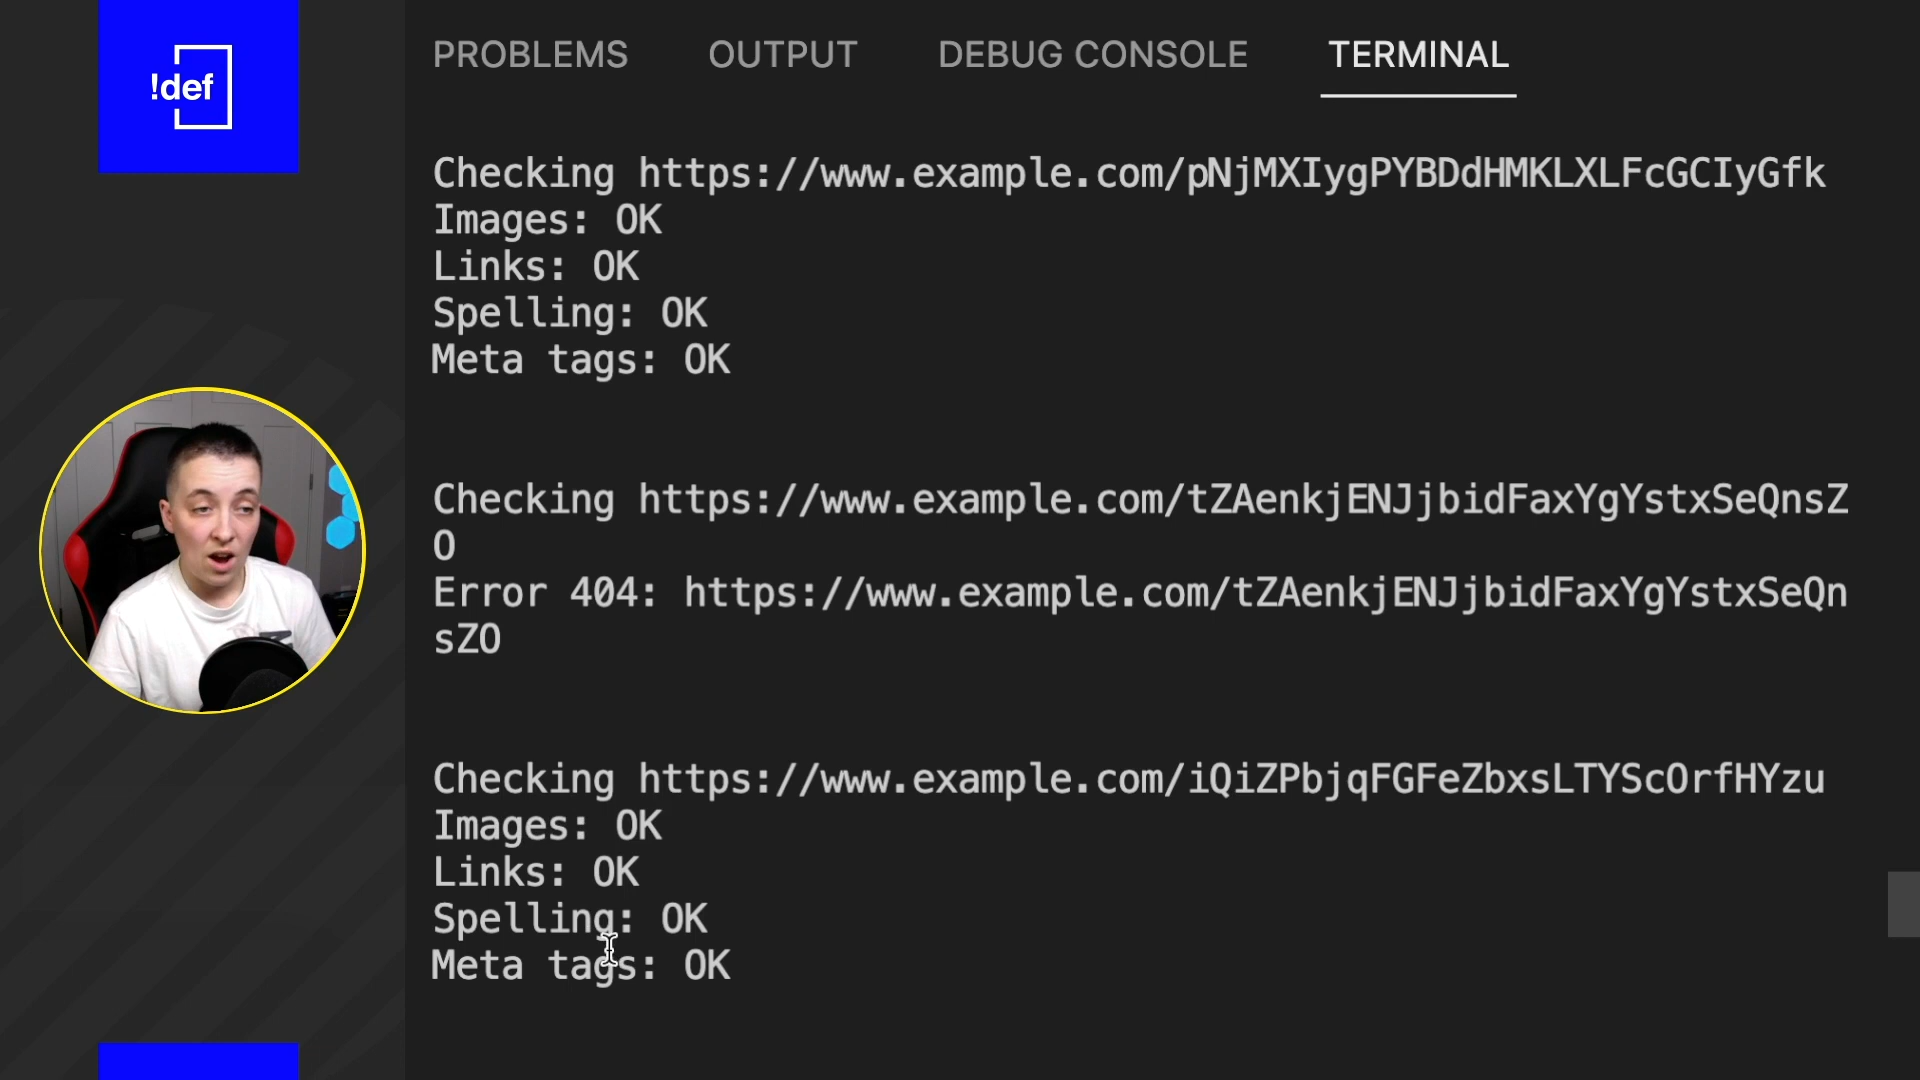 !def
PROBLEMS OUTPUT DEBUG CONSOLE TERMINAL
Checking https://www.example.com/pNjMXIygPYBDdHMKLXLFcGCIyGfk
Images: OK
Links: OK
Spelling: OK
Meta tags: OK
Checking https://www.example.com/tZAenkjENJjbidFaxYgYstxSeQnsZ
O
Error 404: https://www.example.com/tZAenkjENJjbidFaxYgYstxSeQn
sZO
Checking https://www.example.com/iQiZPbjqFGFeZbxsLTYScOrfHYzu
Images: OK
Links: OK
Spelling: OK
Meta tags: OK